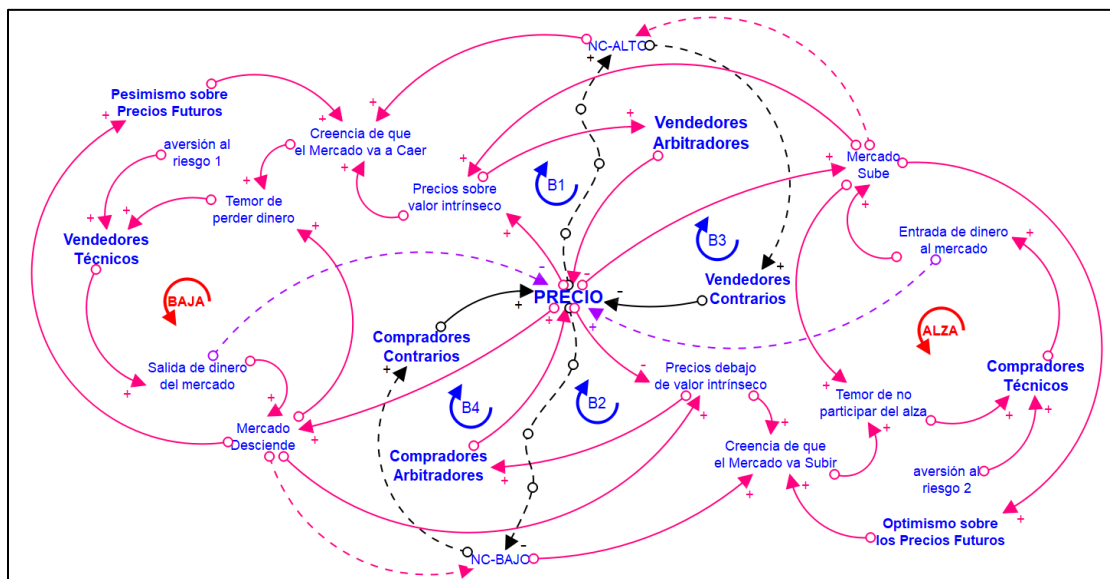 NC-ALTO
Pesimismo sobre
Precios Futuros
Creencia de que
el Mercado va a Caer
Vendedores
Arbitradores
aversión al
riesgo 1
Mercado
Sube
Temor de
perder dinero
Precios sobre
valor intrínseco
B1
Entrada de dinero
al mercado
Vendedores
Técnicos
B3
Vendedores
Contrarios
BAJA
PRECIO
ALZA
Compradores
Contrarios
Salida de dinero
del mercado
Precios debajo
de valor intrínseco
Compradores
Técnicos
B4
B2
Temor de no
participar del alza
Mercado
Desciende
Compradores
Arbitradores
Creencia de que
el Mercado va Subir
aversión al
riesgo 2
Optimismo sobre
los Precios Futuros
NC-BAJO